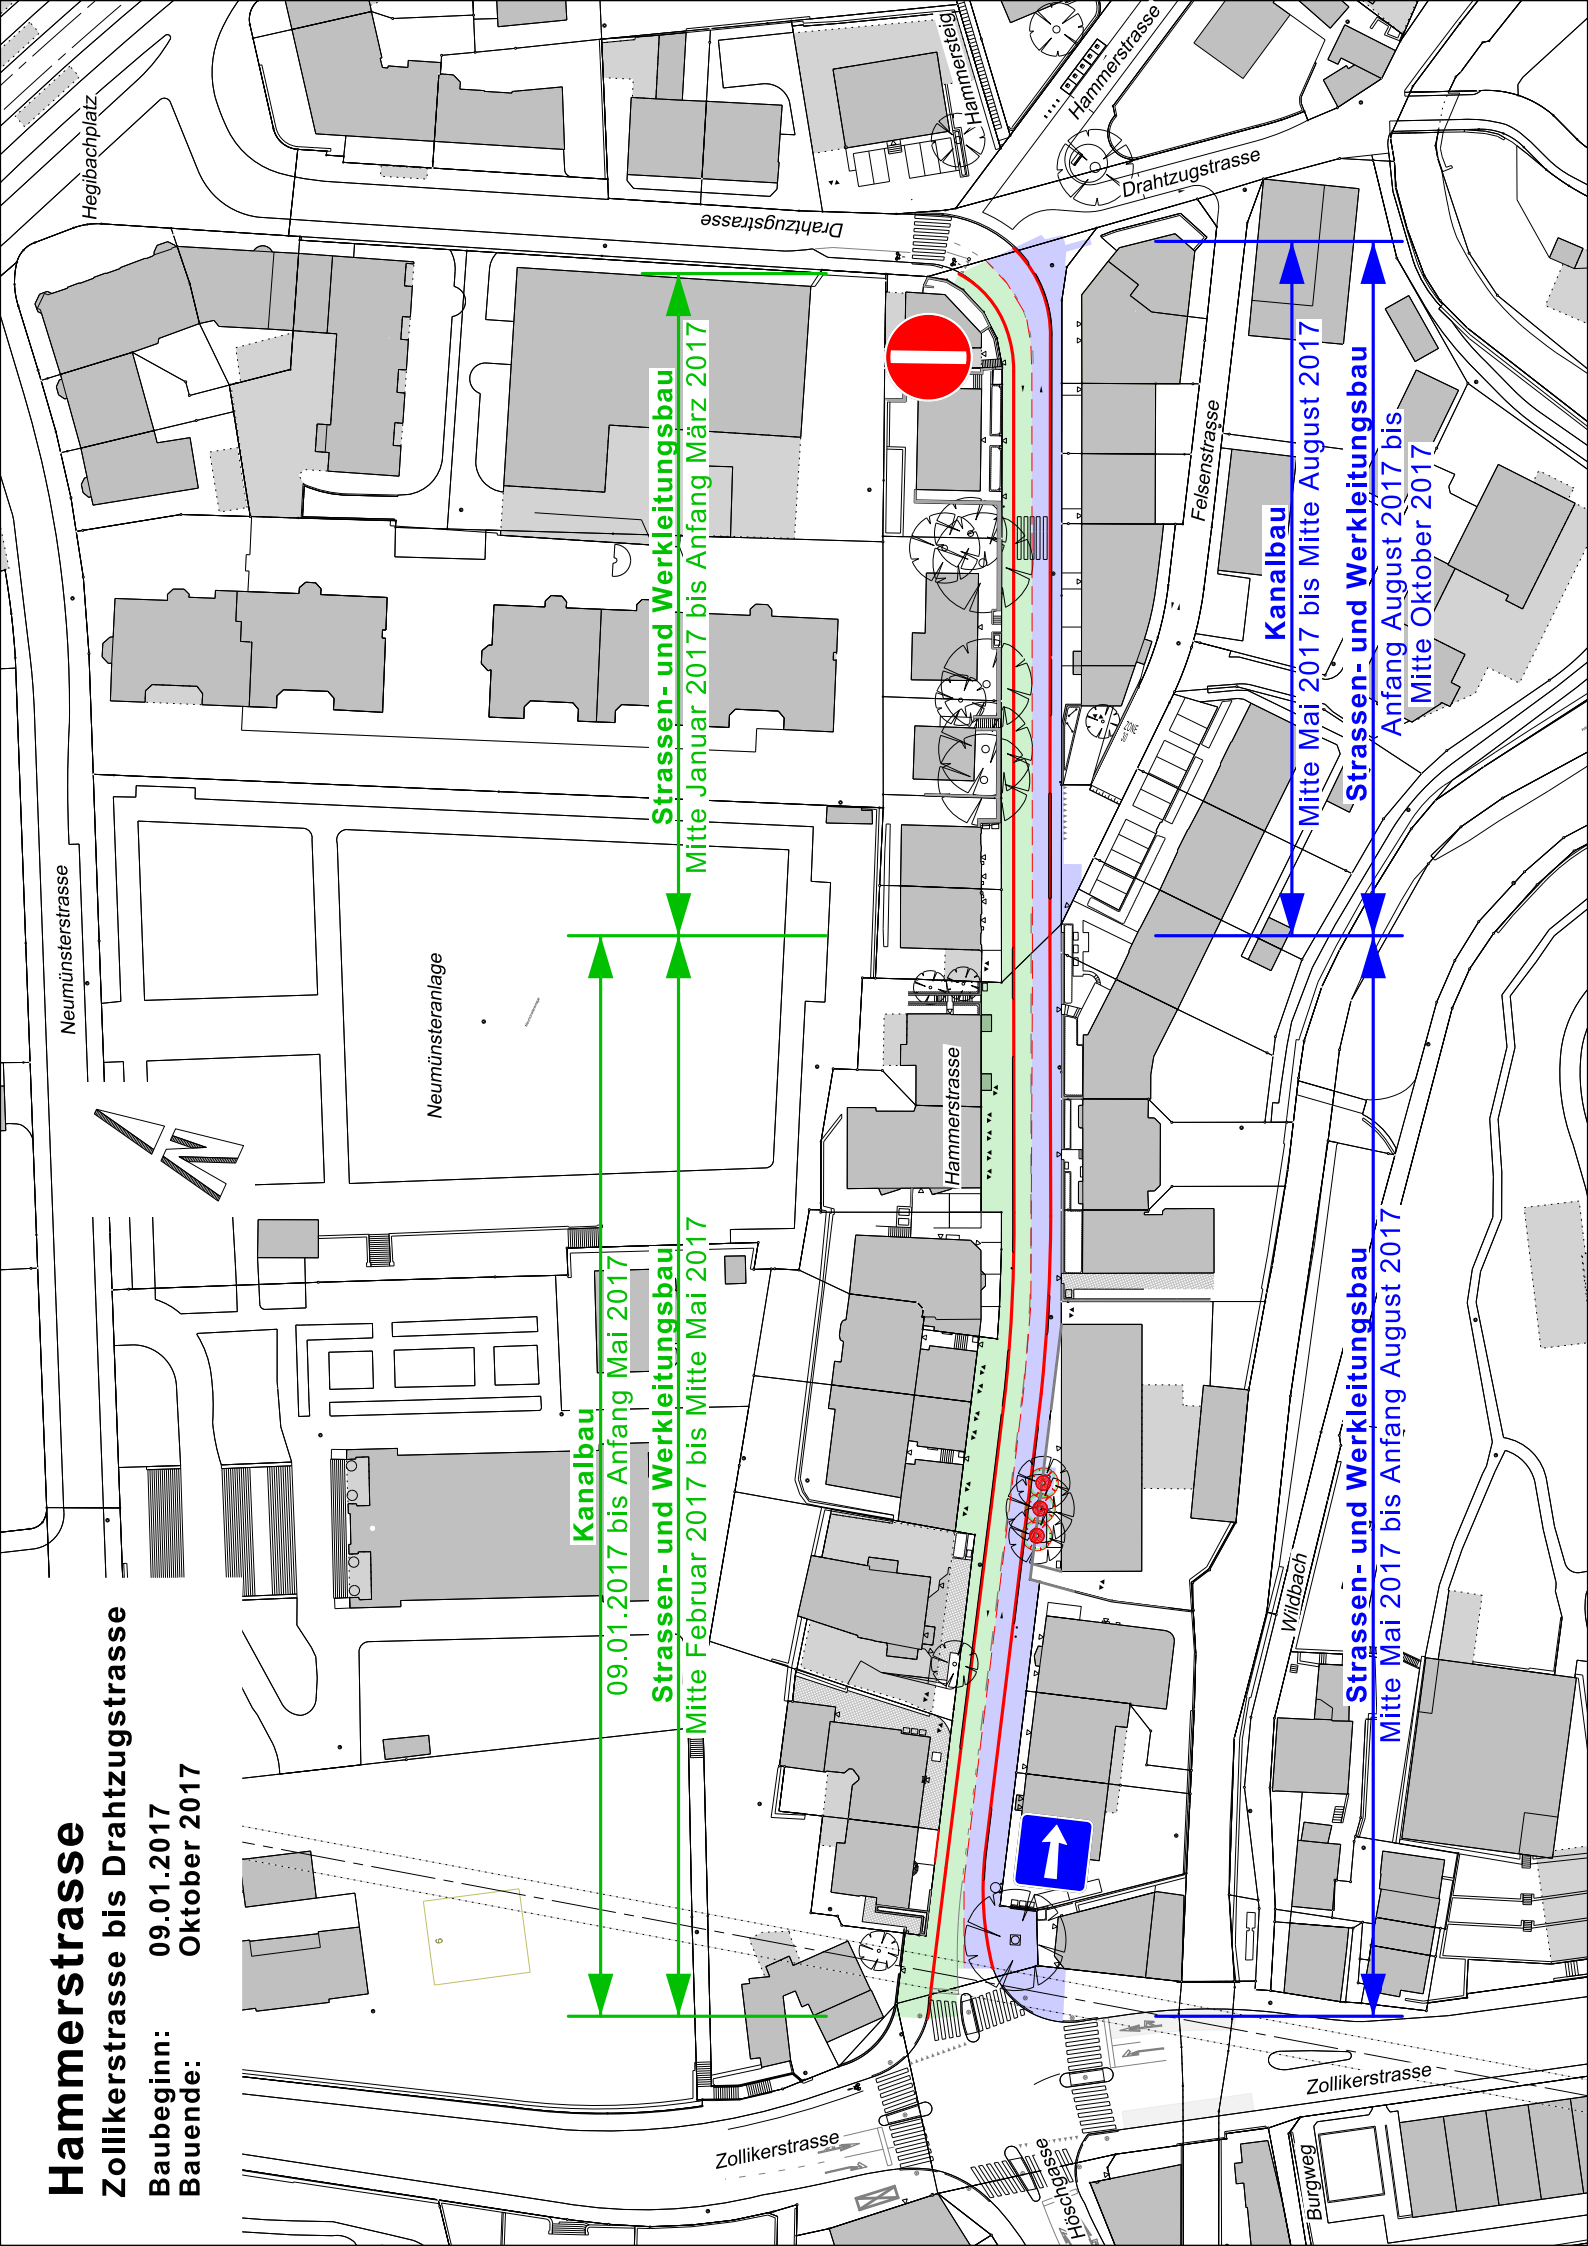 Hammerstrasse
Zollikerstrasse bis Drahtzugstrasse
Baubeginn: 09.01.2017
Bauende: Oktober 2017
Kanalbau
09.01.2017 bis Anfang Mai 2017
Strassen- und Werkleitungsbau
Mitte Februar 2017 bis Mitte Mai 2017
Strassen- und Werkleitungsbau
Mitte Januar 2017 bis Anfang März 2017
Kanalbau
Mitte Mai 2017 bis Mitte August 2017
Strassen- und Werkleitungsbau
Anfang August 2017 bis
Mitte Oktober 2017
Strassen- und Werkleitungsbau
Mitte Mai 2017 bis Anfang August 2017
Hegibachplatz
Neumünsterstrasse
Neumünsteranlage
Drahtzugstrasse
Hammersteig
Hammerstrasse
Drahtzugstrasse
Felsenstrasse
Hammerstrasse
Wildbach
Zollikerstrasse
Zollikerstrasse
Höschgasse
Burgweg
N
ZONE
6